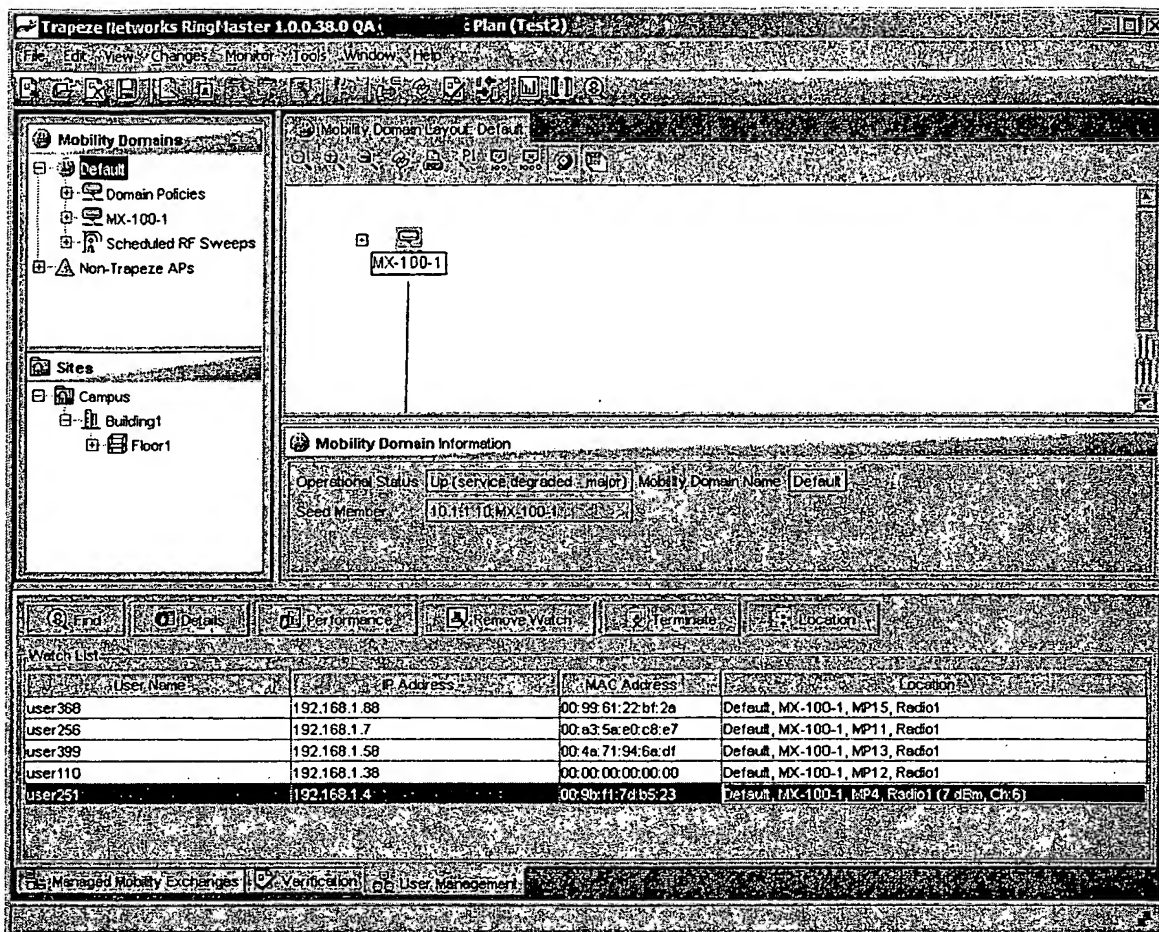 Trapeze Networks RingMaster 1.0.0.38.0 QA ( Plan (Test2)
File Edit View Changes Monitor Tools Window Help
Mobility Domains
Default
Domain Policies
MX-100-1
Scheduled RF Sweeps
Non-Trapeze APs
Mobility Domain Layout: Default
MX-100-1
Sites
Campus
Building1
Floor1
Mobility Domain Information
Operational Status Up (service degraded - major) Mobility Domain Name Default
Seed Member 10.1.1.10:MX-100-1
Find Details Performance Remove Watch Terminate Location
Watch List
User Name IP Address MAC Address Location
user368 192.168.1.88 00:99:61:22:bf:2a Default, MX-100-1, MP15, Radio1
user256 192.168.1.7 00:a3:5a:e0:c8:e7 Default, MX-100-1, MP11, Radio1
user399 192.168.1.58 00:4a:71:94:6a:df Default, MX-100-1, MP13, Radio1
user110 192.168.1.38 00:00:00:00:00:00 Default, MX-100-1, MP12, Radio1
user251 192.168.1.4 00:9b:f1:7d:b5:23 Default, MX-100-1, MP4, Radio1 (7 dBm, Ch:6)
Managed Mobility Exchanges Verification User Management